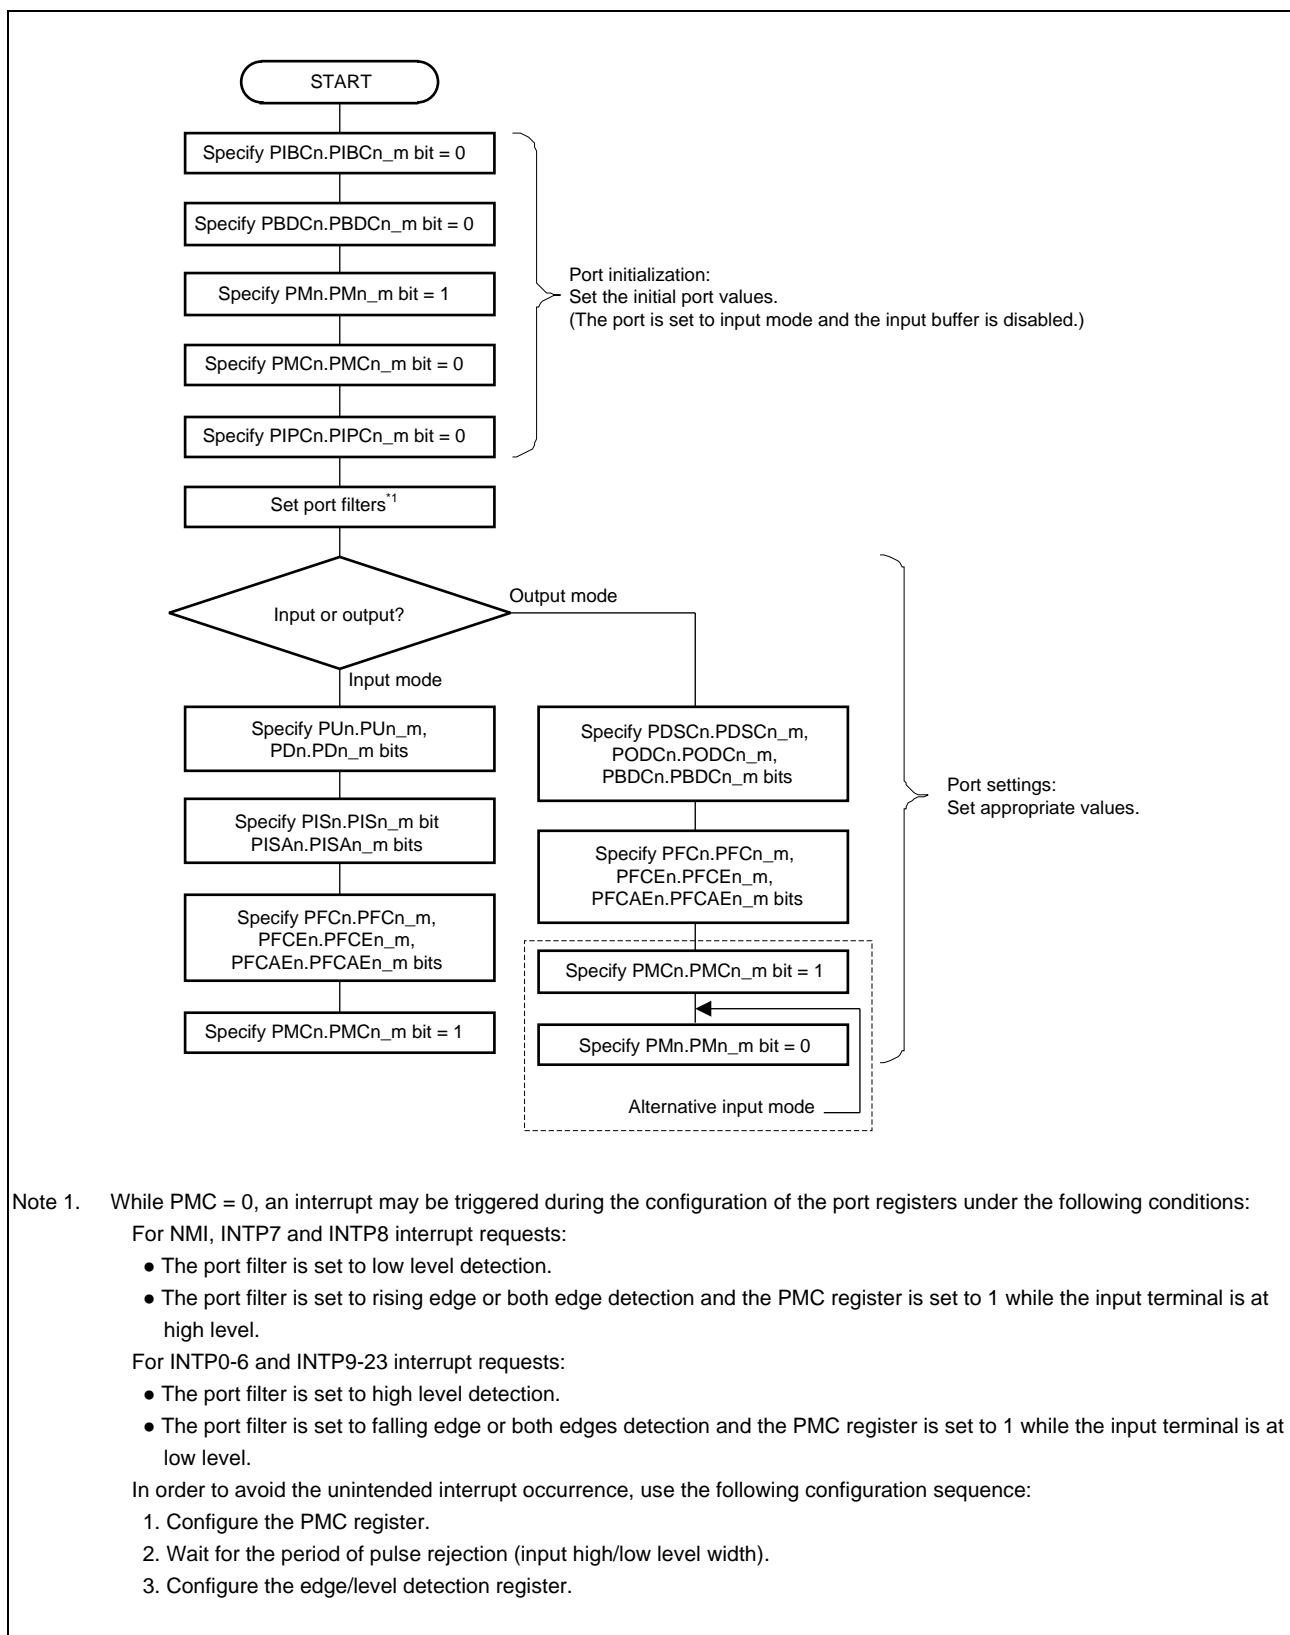 START
Specify PIBCn.PIBCn_m bit = 0
Specify PBDCn.PBDCn_m bit = 0
Specify PMn.PMn_m bit = 1
Specify PMCn.PMCn_m bit = 0
Specify PIPCn.PIPCn_m bit = 0
Port initialization:
Set the initial port values.
(The port is set to input mode and the input buffer is disabled.)
Set port filters*1
Input or output?
Output mode
Input mode
Specify PUn.PUn_m,
PDn.PDn_m bits
Specify PISn.PISn_m bit
PISAn.PISAn_m bits
Specify PFCn.PFCn_m,
PFCEn.PFCEn_m,
PFCAEn.PFCAEn_m bits
Specify PMCn.PMCn_m bit = 1
Specify PDSCn.PDSCn_m,
PODCn.PODCn_m,
PBDCn.PBDCn_m bits
Specify PFCn.PFCn_m,
PFCEn.PFCEn_m,
PFCAEn.PFCAEn_m bits
Specify PMCn.PMCn_m bit = 1
Specify PMn.PMn_m bit = 0
Alternative input mode
Port settings:
Set appropriate values.
Note 1. While PMC = 0, an interrupt may be triggered during the configuration of the port registers under the following conditions:
For NMI, INTP7 and INTP8 interrupt requests:
● The port filter is set to low level detection.
● The port filter is set to rising edge or both edge detection and the PMC register is set to 1 while the input terminal is at
high level.
For INTP0-6 and INTP9-23 interrupt requests:
● The port filter is set to high level detection.
● The port filter is set to falling edge or both edges detection and the PMC register is set to 1 while the input terminal is at
low level.
In order to avoid the unintended interrupt occurrence, use the following configuration sequence:
1. Configure the PMC register.
2. Wait for the period of pulse rejection (input high/low level width).
3. Configure the edge/level detection register.